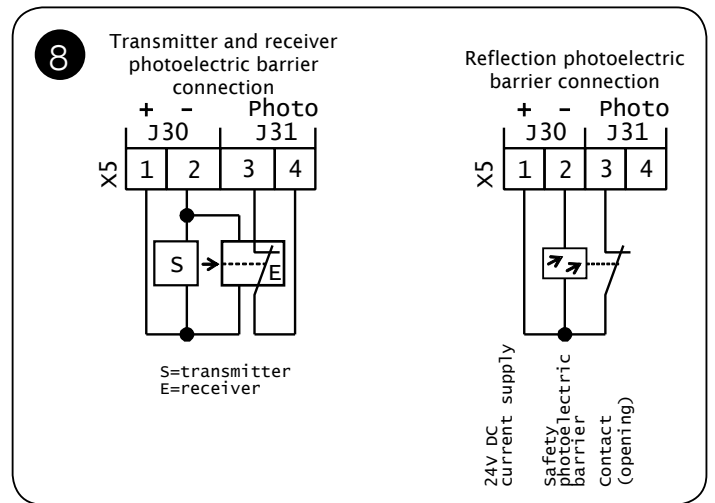 8
Transmitter and receiver
photoelectric barrier
connection
+ - Photo
J30 J31
X5 1 2 3 4
S
E
S=transmitter
E=receiver
Reflection photoelectric
barrier connection
+ - Photo
J30 J31
X5 1 2 3 4
24V DC
current supply
Safety
photoelectric
barrier
Contact
(opening)